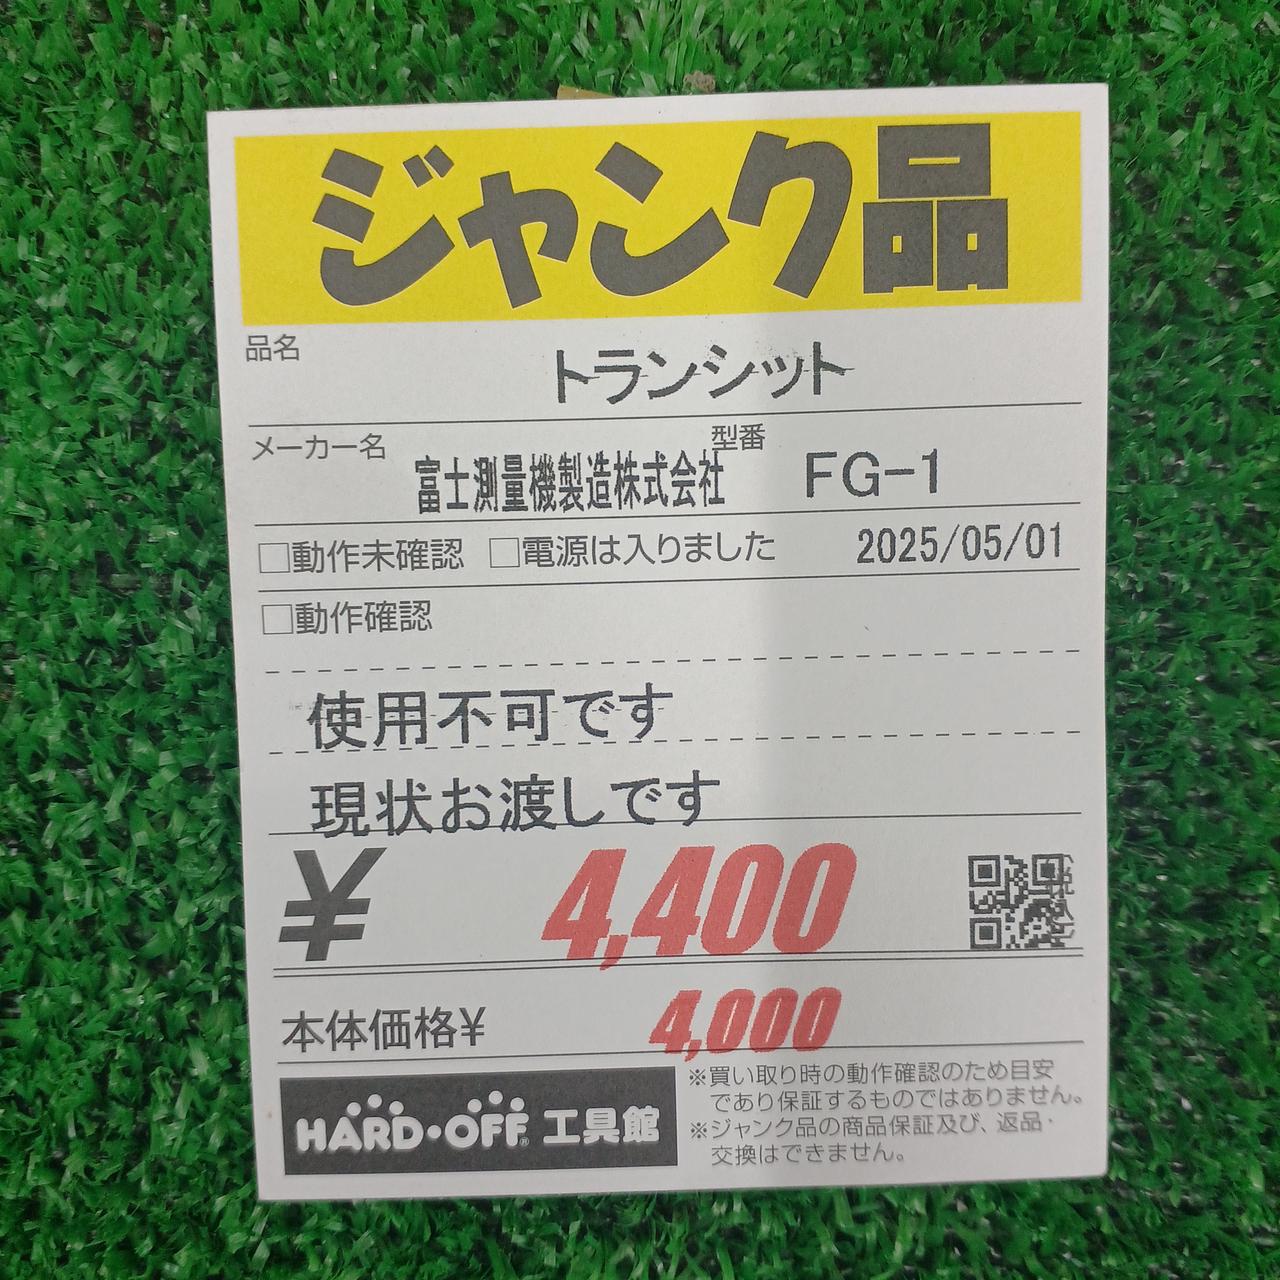 ジャンク品
品名
トランシット
メーカー名
富士測量機製造株式会社
型番
FG-1
□動作未確認 □電源は入りました 2025/05/01
□動作確認
使用不可です
現状お渡しです
¥ 4,400
本体価格¥ 4,000
HARD・OFF® 工具館
※買い取り時の動作確認のため目安
であり保証するものではありません。
※ジャンク品の商品保証及び、返品・
交換はできません。